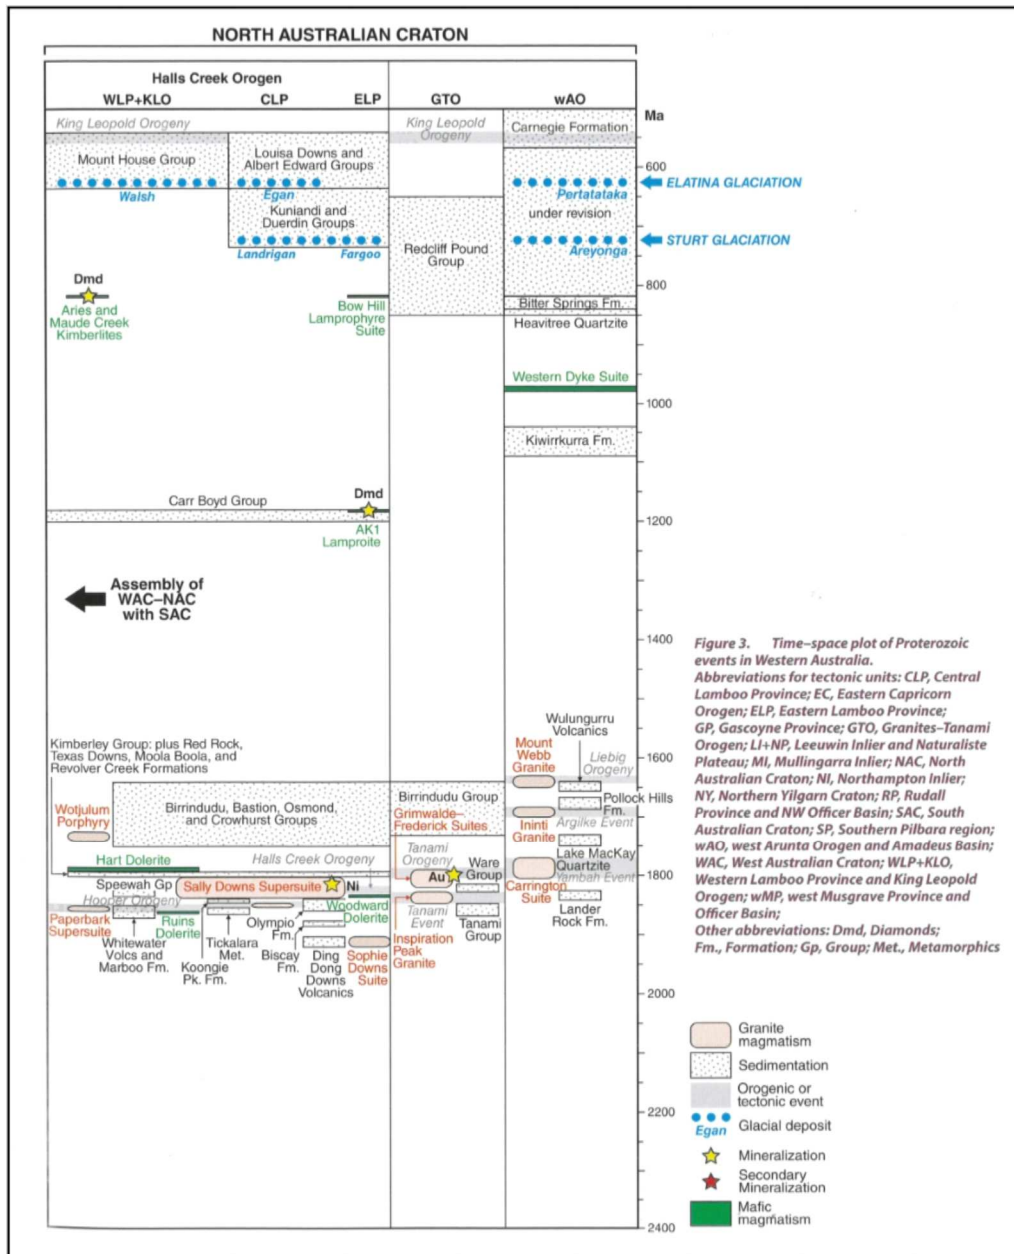 NORTH AUSTRALIAN CRATON
Halls Creek Orogen
WLP+KLO
CLP
ELP
GTO
wAO
Ma
King Leopold Orogeny
King Leopold
Orogeny
Carnegie Formation
Mount House Group
Louisa Downs and
Albert Edward Groups
600
Walsh
Egan
Pertatataka
ELATINA GLACIATION
Kuniandi and
Duerdin Groups
under revision
Landrigan
Fargoo
Redcliff Pound
Group
Areyonga
STURT GLACIATION
Dmd
800
Aries and
Maude Creek
Kimberlites
Bow Hill
Lamprophyre
Suite
Bitter Springs Fm.
Heavitree Quartzite
Western Dyke Suite
1000
Kiwirrkurra Fm.
Carr Boyd Group
Dmd
1200
AK1
Lamproite
Assembly of
WAC–NAC
with SAC
1400
Figure 3. Time–space plot of Proterozoic
events in Western Australia.
Abbreviations for tectonic units: CLP, Central
Lamboo Province; EC, Eastern Capricorn
Orogen; ELP, Eastern Lamboo Province;
GP, Gascoyne Province; GTO, Granites–Tanami
Orogen; LI+NP, Leeuwin Inlier and Naturaliste
Plateau; MI, Mullingarra Inlier; NAC, North
Australian Craton; NI, Northampton Inlier;
NY, Northern Yilgarn Craton; RP, Rudall
Province and NW Officer Basin; SAC, South
Australian Craton; SP, Southern Pilbara region;
wAO, west Arunta Orogen and Amadeus Basin;
WAC, West Australian Craton; WLP+KLO,
Western Lamboo Province and King Leopold
Orogen; wMP, west Musgrave Province and
Officer Basin;
Other abbreviations: Dmd, Diamonds;
Fm., Formation; Gp, Group; Met., Metamorphics
Kimberley Group: plus Red Rock,
Texas Downs, Moola Boola, and
Revolver Creek Formations
Wulungurru
Volcanics
Mount
Webb
Granite
Liebig
Orogeny
1600
Wotjulum
Porphyry
Birrindudu, Bastion, Osmond,
and Crowhurst Groups
Birrindudu Group
Grimwalde–
Frederick Suites
Pollock Hills
Fm.
Argilke Event
Ininti
Granite
Hart Dolerite
Halls Creek Orogeny
Tanami
Orogeny
Ware
Group
Lake MacKay
Quartzite
Yambah Event
1800
Speewah Gp
Sally Downs Supersuite
Ni
Au
Carrington
Suite
Hooper Orogeny
Woodward
Dolerite
Tanami
Event
Lander
Rock Fm.
Paperbark
Supersuite
Ruins
Dolerite
Olympio
Fm.
Tanami
Group
Whitewater
Volcs and
Marboo Fm.
Tickalara
Met.
Koongie
Pk. Fm.
Biscay
Fm.
Ding
Dong
Downs
Volcanics
Sophie
Downs
Suite
Inspiration
Peak
Granite
2000
Granite
magmatism
Sedimentation
Orogenic or
tectonic event
Egan
Glacial deposit
Mineralization
Secondary
Mineralization
Mafic
magmatism
2200
2400